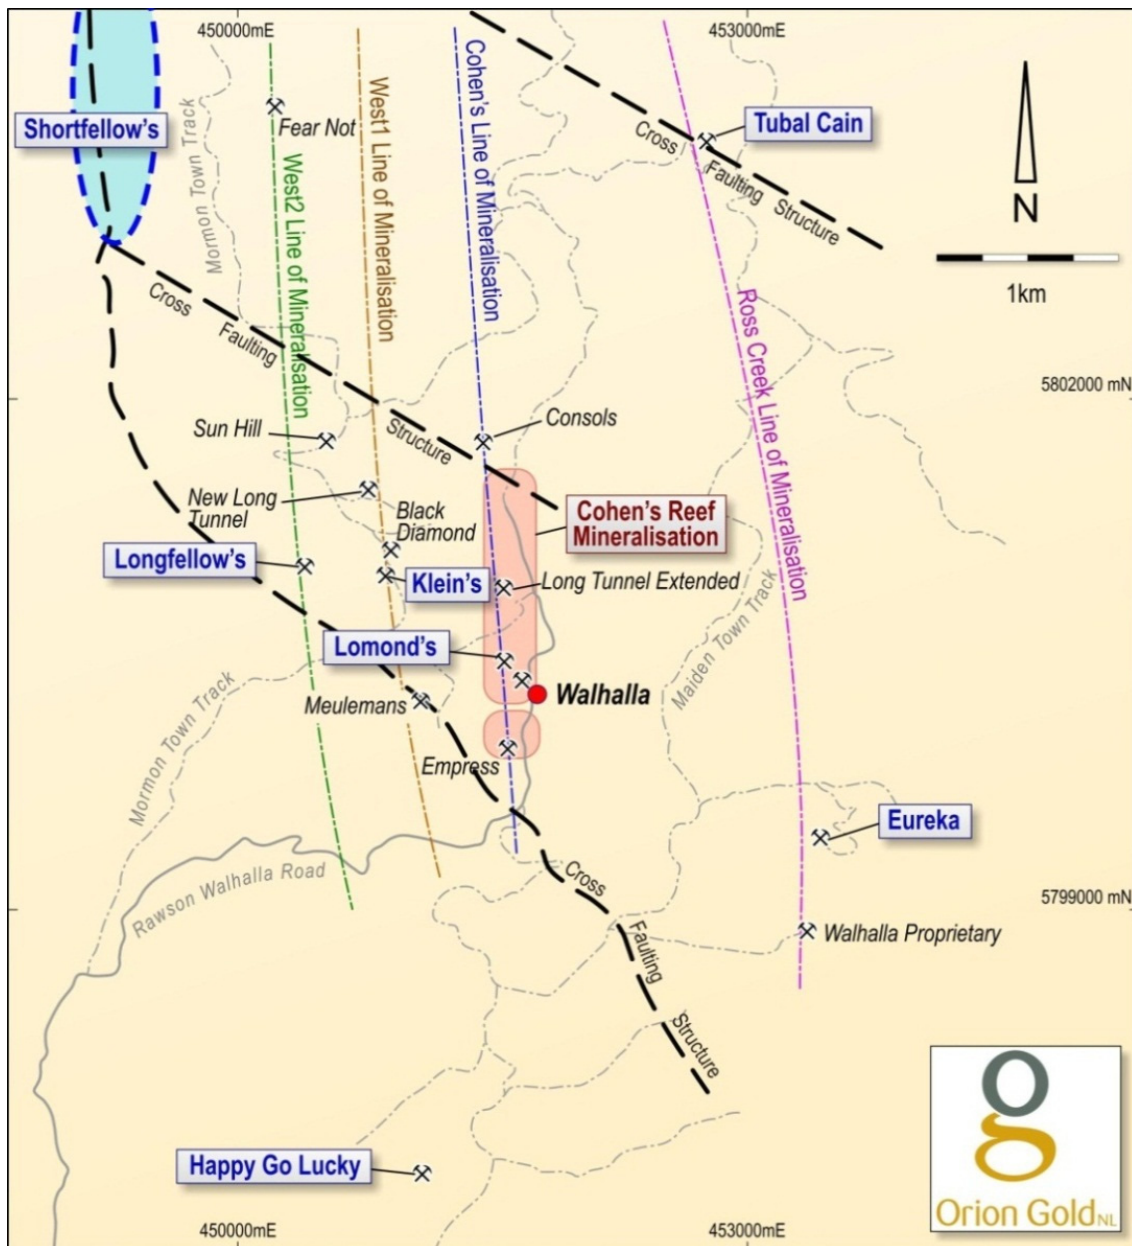 450000mE
453000mE
Shortfellow's
Mormon Town Track
Fear Not
West2 Line of Mineralisation
West1 Line of Mineralisation
Cohen's Line of Mineralisation
Cross Faulting Structure
Tubal Cain
N
1km
Cross Faulting Structure
Ross Creek Line of Mineralisation
5802000 mN
Sun Hill
Consols
New Long
Tunnel
Black
Diamond
Cohen's Reef
Mineralisation
Longfellow's
Klein's
Long Tunnel Extended
Lomond's
Maiden Town Track
Walhalla
Meulemans
Mormon Town Track
Empress
Eureka
Rawson Walhalla Road
Cross Faulting Structure
5799000 mN
Walhalla Proprietary
Happy Go Lucky
450000mE
453000mE
Orion Gold NL